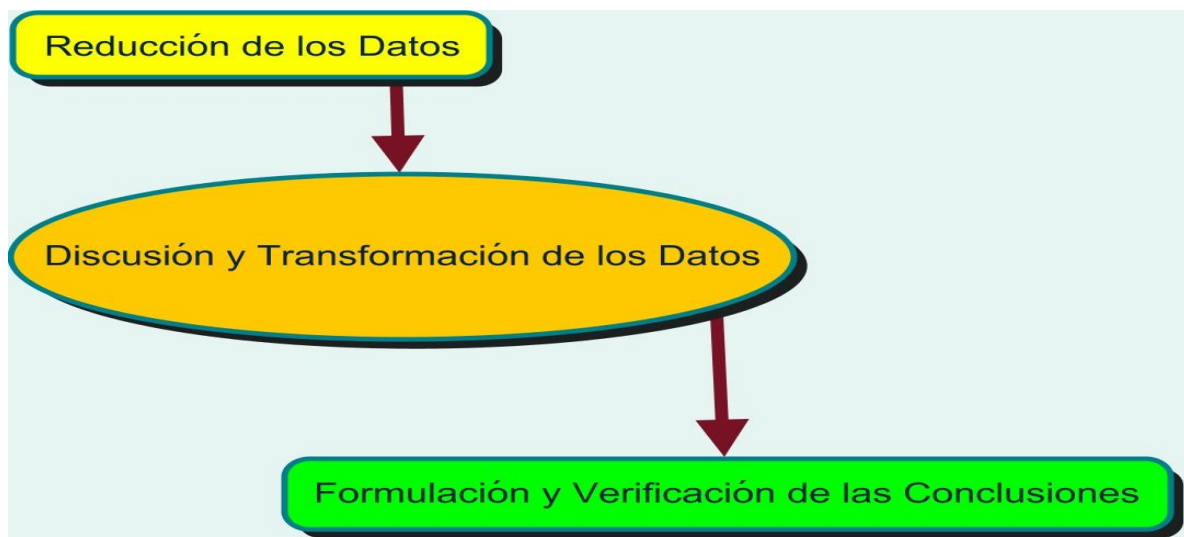 Reducción de los Datos
Discusión y Transformación de los Datos
Formulación y Verificación de las Conclusiones